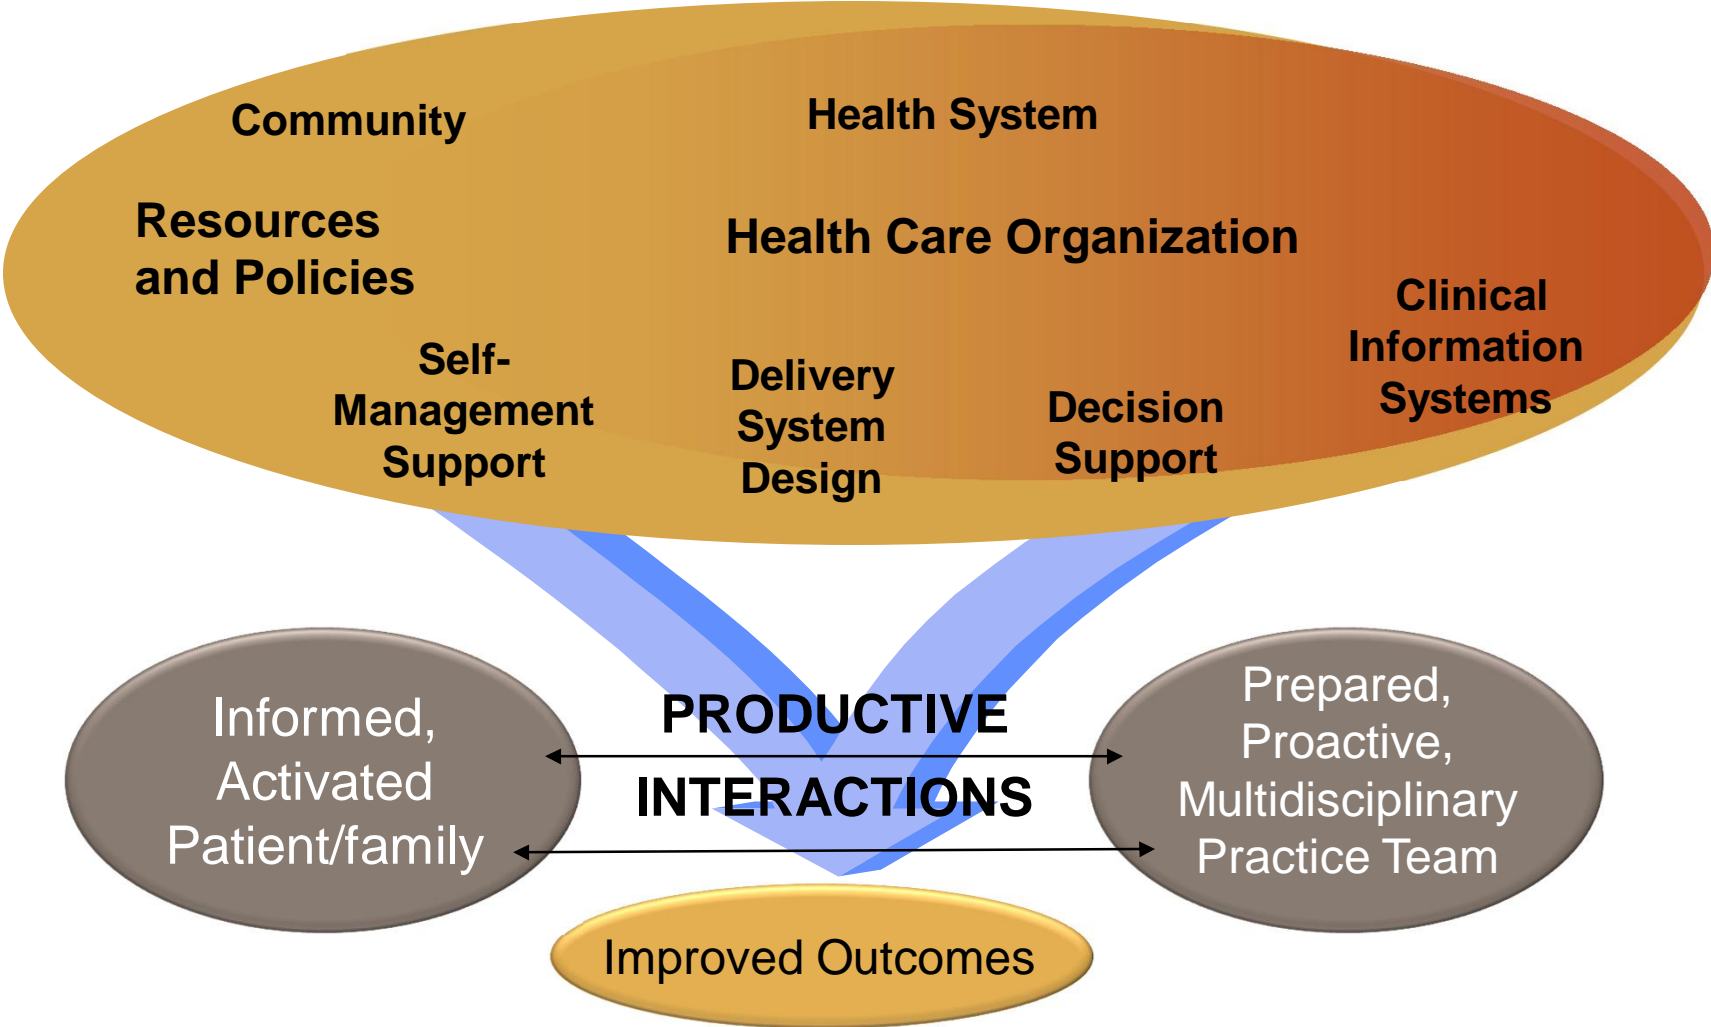 Community
Health System
Resources
and Policies
Health Care Organization
Self-
Management
Support
Delivery
System
Design
Decision
Support
Clinical
Information
Systems
Informed,
Activated
Patient/family
PRODUCTIVE
INTERACTIONS
Prepared,
Proactive,
Multidisciplinary
Practice Team
Improved Outcomes